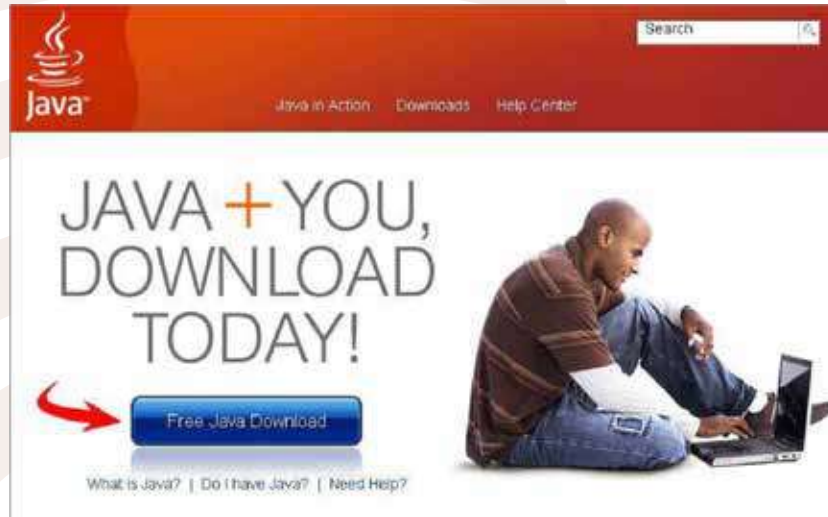 Search
Java™
Java in Action Downloads Help Center
JAVA + YOU,
DOWNLOAD
TODAY!
Free Java Download
What is Java? | Do I have Java? | Need Help?